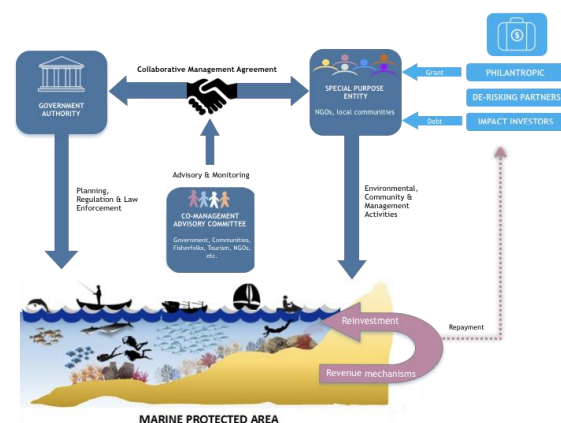 Collaborative Management Agreement
GOVERNMENT
AUTHORITY
SPECIAL PURPOSE
ENTITY
NGOs, local communities
$
Grant
PHILANTROPIC
DE-RISKING PARTNERS
Debt
IMPACT INVESTORS
Advisory & Monitoring
Planning,
Regulation & Law
Enforcement
CO-MANAGEMENT
ADVISORY COMMITTEE
Government, Communities,
Fisherfolks, Tourism, NGOs,
etc.
Environmental,
Community &
Management
Activities
Reinvestment
Repayment
Revenue mechanisms
MARINE PROTECTED AREA